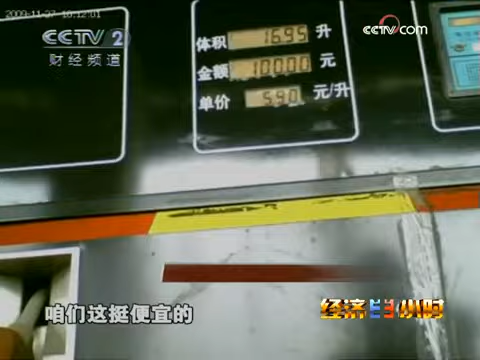 2009-11-27 16:12:01
CCTV 2
财经频道
cctv.com
体积 16.95 升
金额 100.00 元
单价 5.90 元/升
咱们这挺便宜的
经济半小时